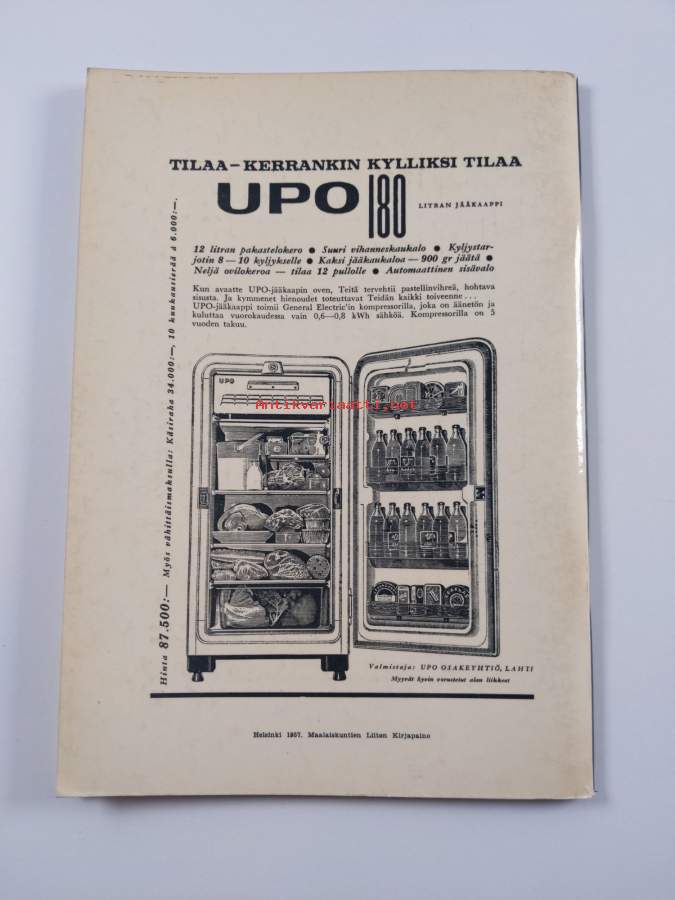 TILAA–KERRANKIN KYLLIKSI TILAA
UPO 180 LITRAN JÄÄKAAPPI
12 litran pakastelokero ● Suuri vihanneskaukalo ● Kyljystar-
jotin 8—10 kyljykselle ● Kaksi jääkaukaloa — 900 gr jäätä ●
Neljä ovilokeroa — tilaa 12 pullolle ● Automaattinen sisävalo
Kun avaatte UPO-jääkaapin oven, Teitä tervehtii pastellinvihreä, hohtava
sisusta. Ja kymmenet hienoudet toteuttavat Teidän kaikki toiveenne...
UPO-jääkaappi toimii General Electric'in kompressorilla, joka on äänetön ja
kuluttaa vuorokaudessa vain 0,6—0,8 kWh sähköä. Kompressorilla on 5
vuoden takuu.
Hinta 87.500:— Myös vähittäismaksulla: Käsiraha 34.000:—, 10 kuukausierää à 6.000:—.
UPO
Antikvariaatti.net
Valmistaja: UPO OSAKEYHTIÖ, LAHTI
Myyvät hyvin varustetut alan liikkeet
Helsinki 1957. Maalaiskuntien Liiton Kirjapaino